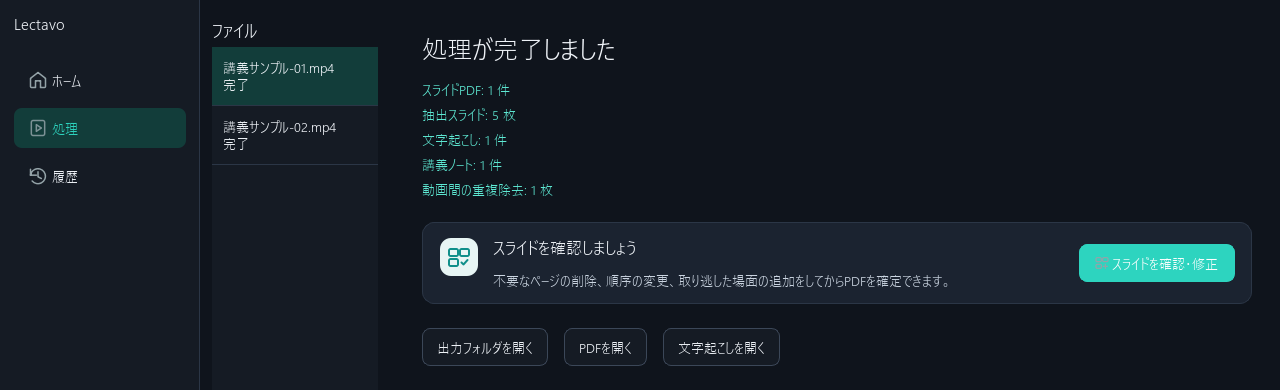 Lectavo
ホーム
処理
履歴
ファイル
講義サンプル-01.mp4
完了
講義サンプル-02.mp4
完了
処理が完了しました
スライドPDF: 1 件
抽出スライド: 5 枚
文字起こし: 1 件
講義ノート: 1 件
動画間の重複除去: 1 枚
スライドを確認しましょう
不要なページの削除、順序の変更、取り逃した場面の追加をしてからPDFを確定できます。
スライドを確認・修正
出力フォルダを開く
PDFを開く
文字起こしを開く